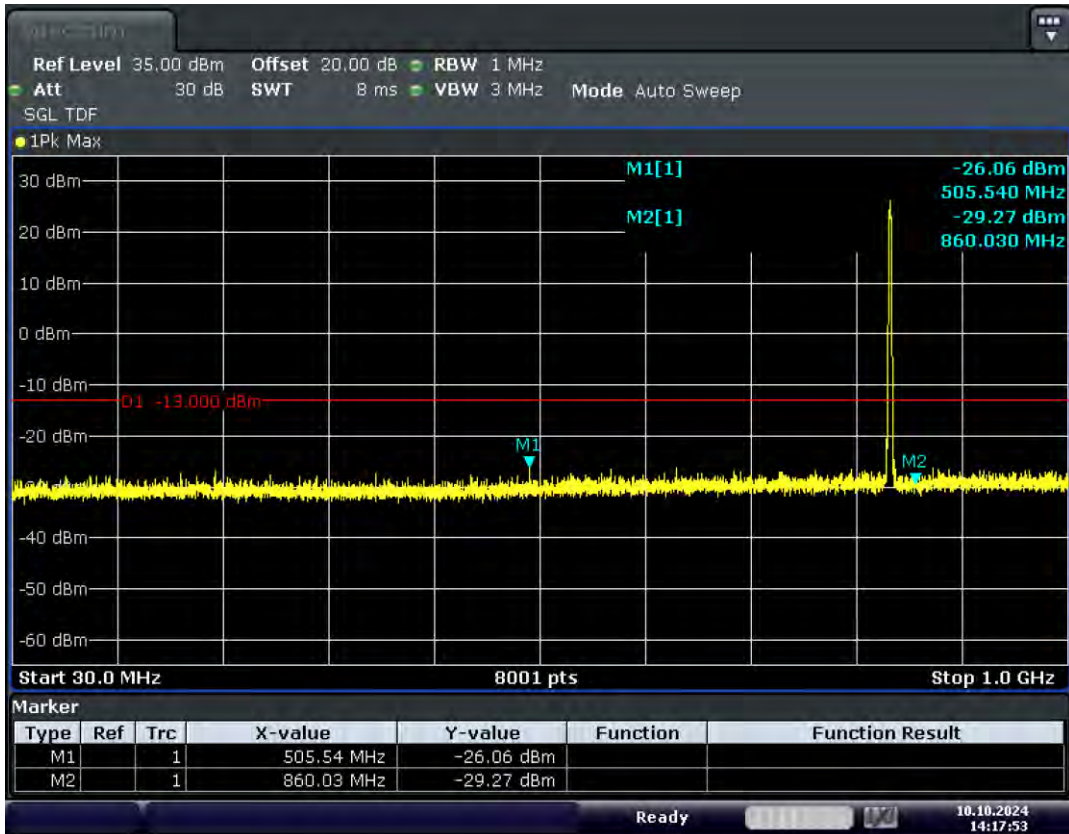 Spectrum
Ref Level 35.00 dBm Offset 20.00 dB RBW 1 MHz
Att 30 dB SWT 8 ms VBW 3 MHz Mode Auto Sweep
SGL TDF
1Pk Max
M1[1] -26.06 dBm
505.540 MHz
M2[1] -29.27 dBm
860.030 MHz
30 dBm
20 dBm
10 dBm
0 dBm
-10 dBm
D1 -13.000 dBm
-20 dBm
M1
M2
-40 dBm
-50 dBm
-60 dBm
Start 30.0 MHz 8001 pts Stop 1.0 GHz
Marker
Type Ref Trc X-value Y-value Function Function Result
M1 1 505.54 MHz -26.06 dBm
M2 1 860.03 MHz -29.27 dBm
Ready 10.10.2024
14:17:53